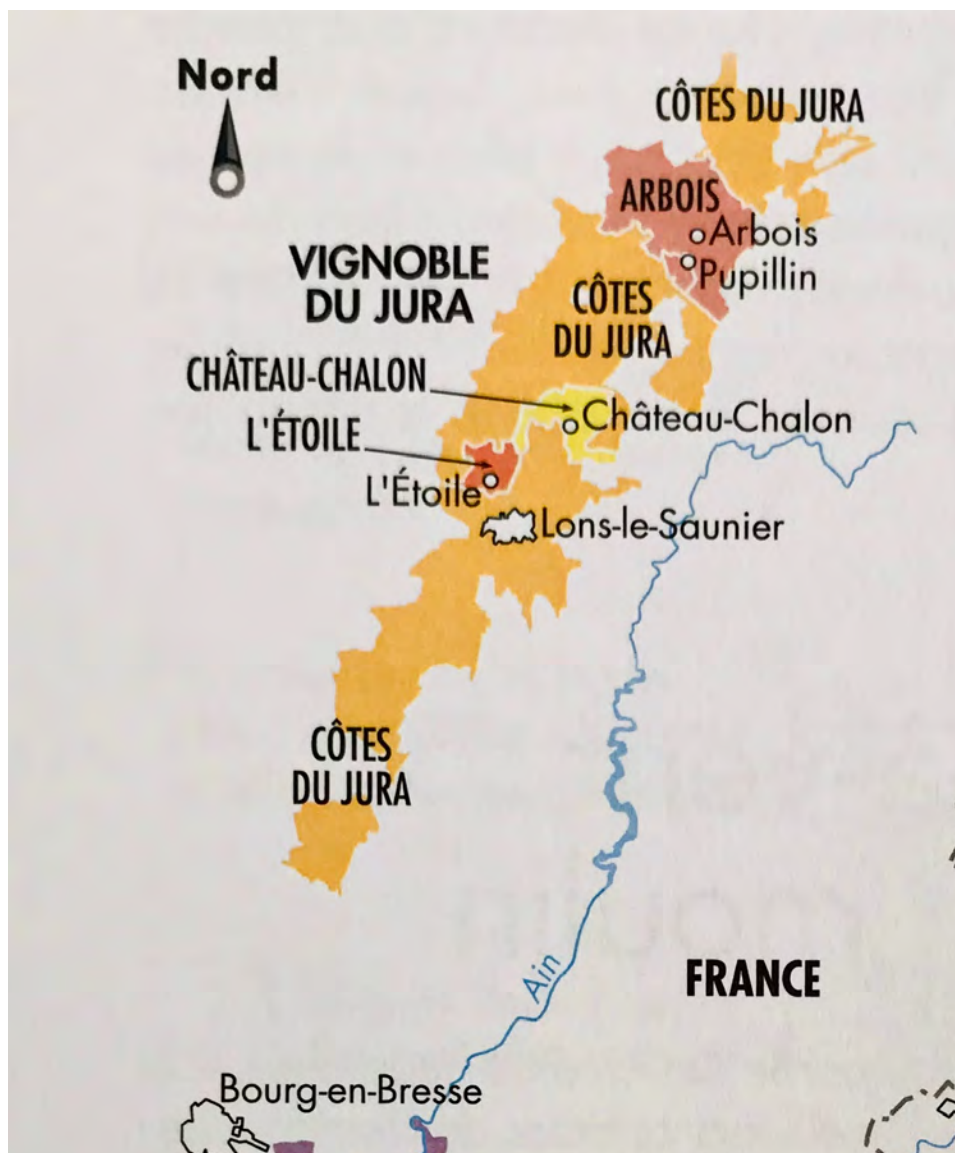 Nord
CÔTES DU JURA
ARBOIS
Arbois
Pupillin
VIGNOBLE
DU JURA
CÔTES
DU JURA
CHÂTEAU-CHALON
Château-Chalon
L'ÉTOILE
L'Étoile
Lons-le-Saunier
CÔTES
DU JURA
Ain
FRANCE
Bourg-en-Bresse